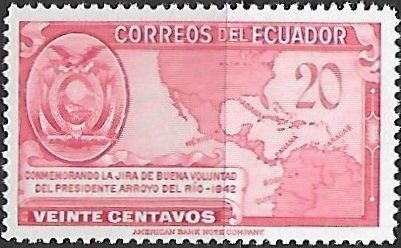 CORREOS DEL ECUADOR
20
CONMEMORANDO LA JIRA DE BUENA VOLUNTAD
DEL PRESIDENTE ARROYO DEL RÍO-1942
VEINTE CENTAVOS
AMERICAN BANK NOTE COMPANY